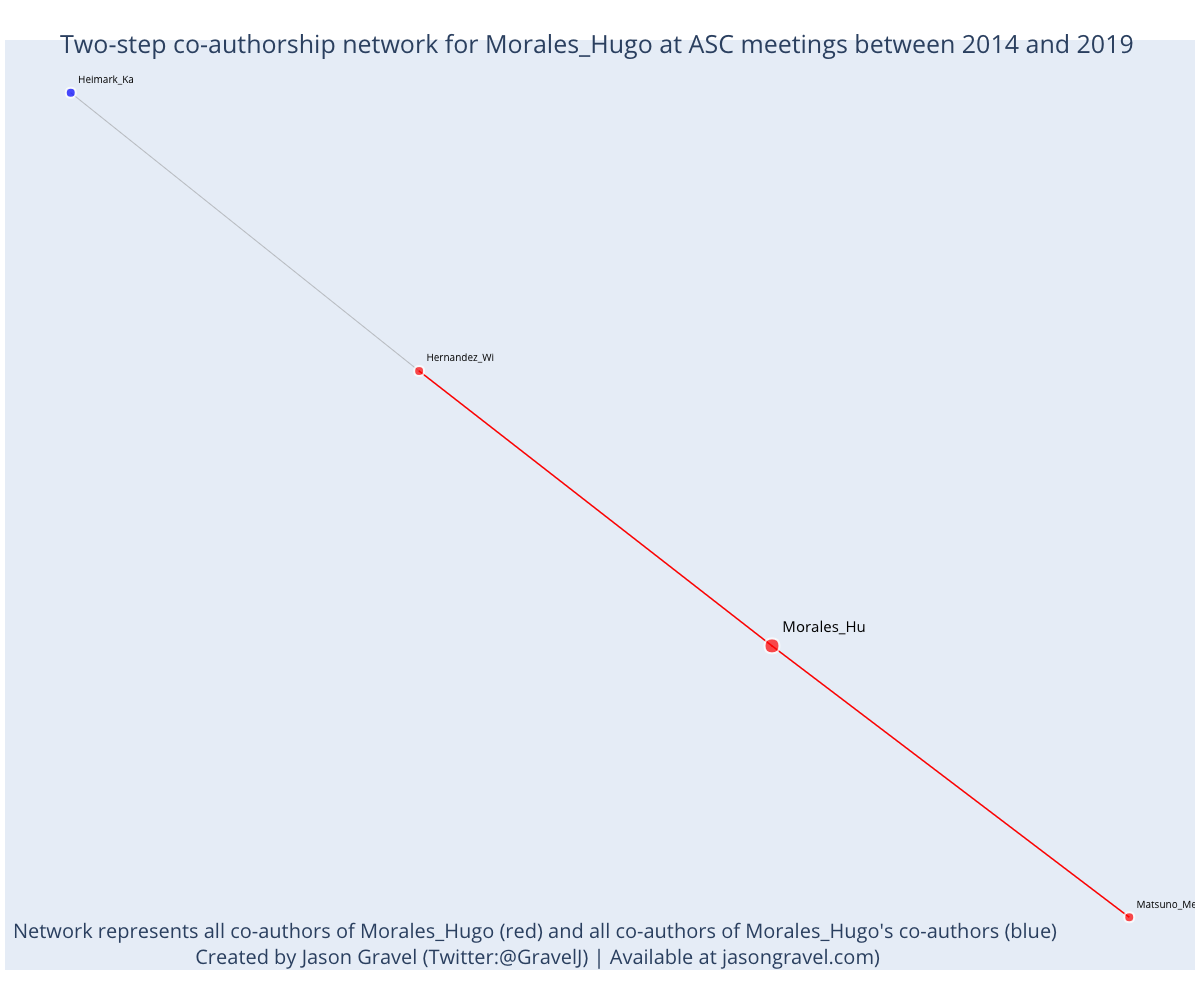 Two-step co-authorship network for Morales_Hugo at ASC meetings between 2014 and 2019
Heimark_Ka
Hernandez_Wi
Morales_Hu
Matsuno_Me
Network represents all co-authors of Morales_Hugo (red) and all co-authors of Morales_Hugo's co-authors (blue)
Created by Jason Gravel (Twitter:@GravelJ) | Available at jasongravel.com)